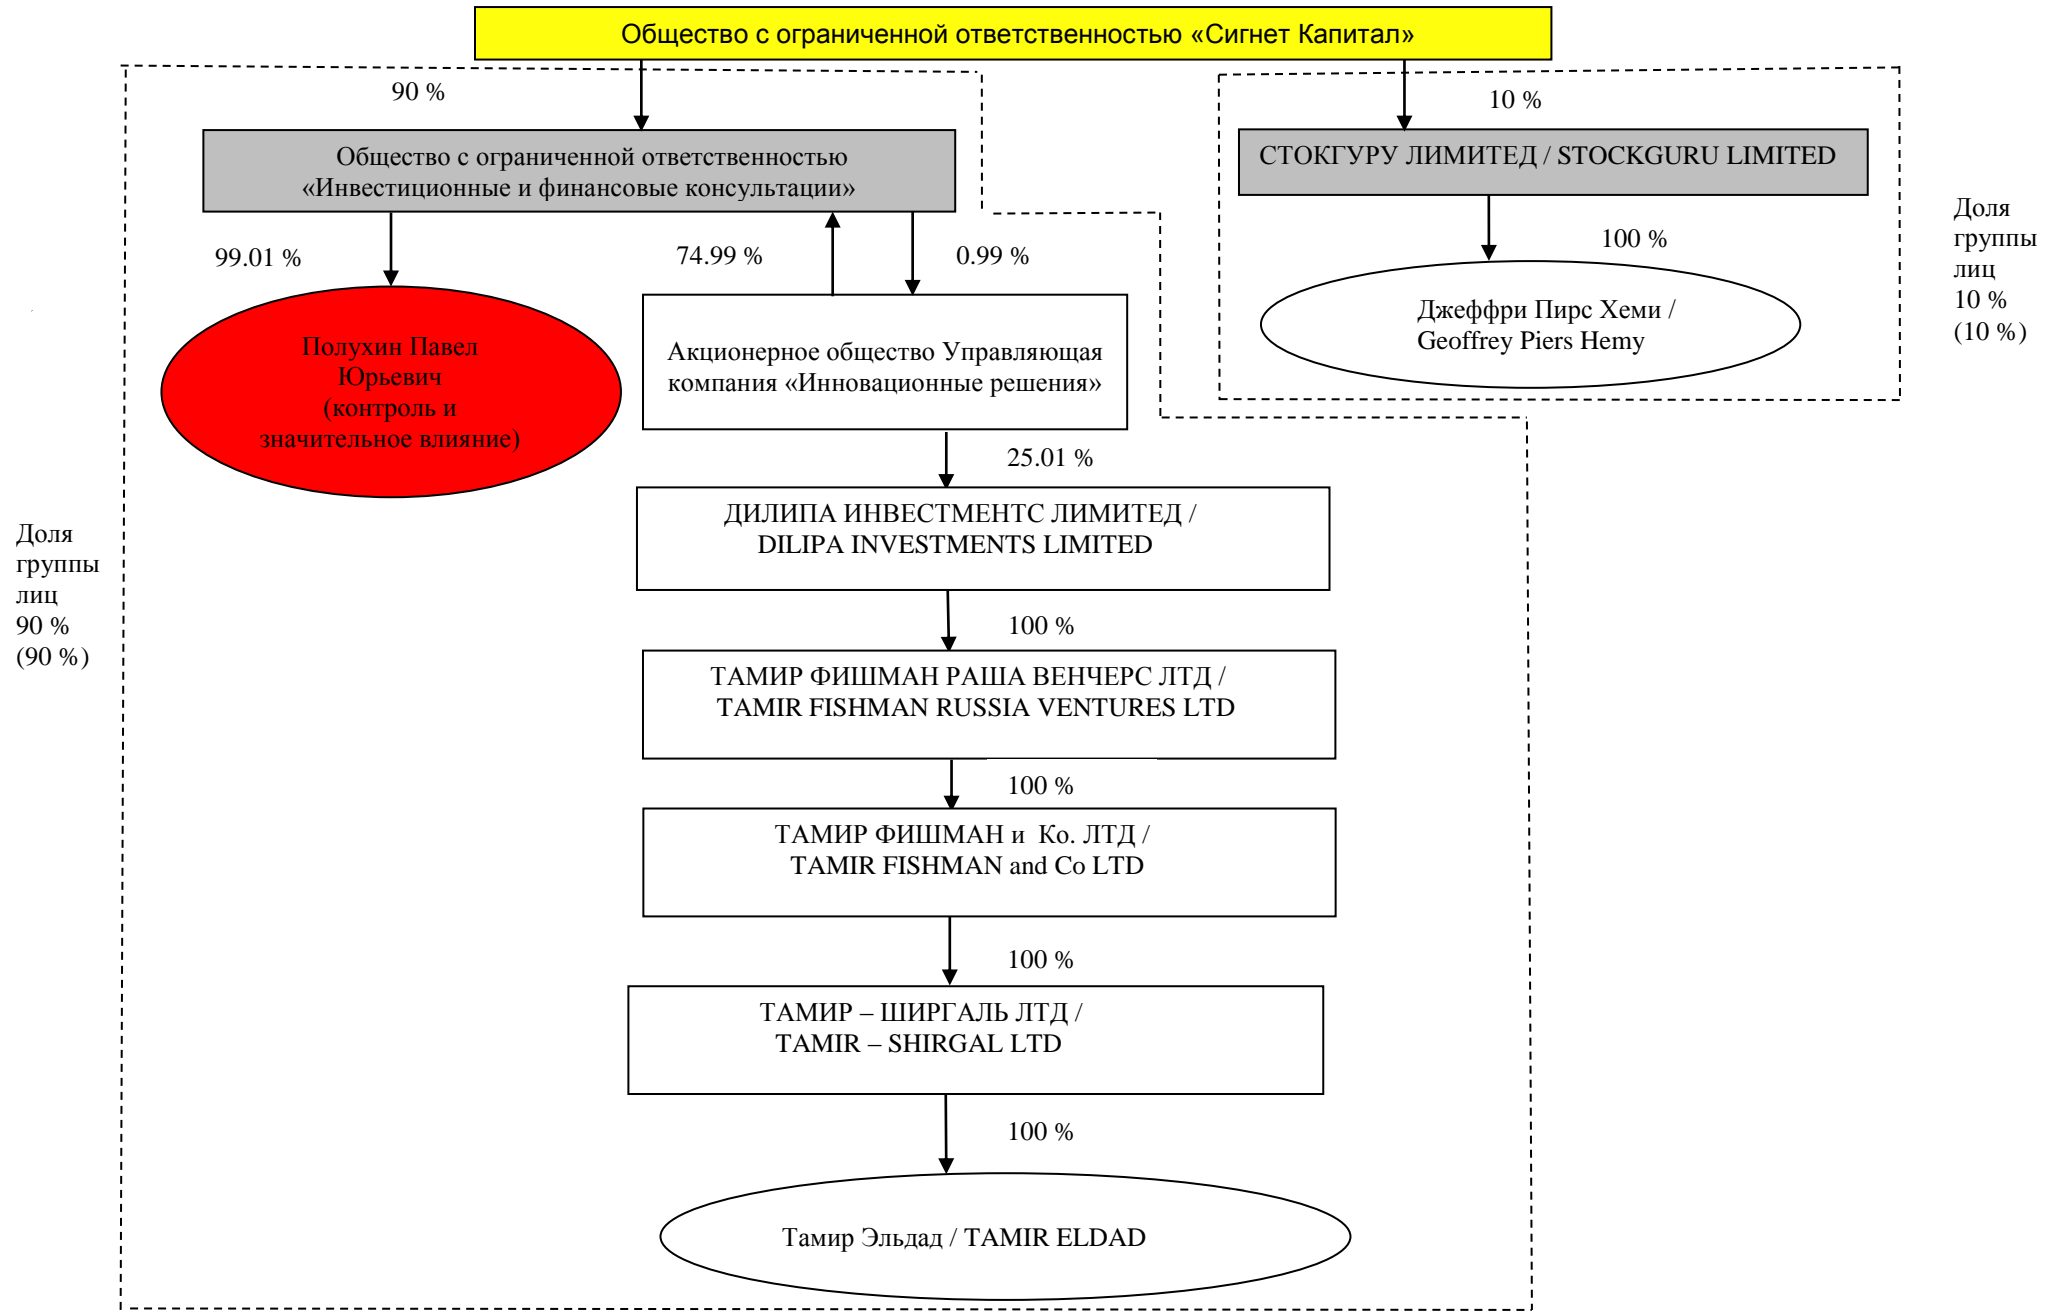 Общество с ограниченной ответственностью «Сигнет Капитал»
90 %
10 %
Общество с ограниченной ответственностью
«Инвестиционные и финансовые консультации»
СТОКГУРУ ЛИМИТЕД / STOCKGURU LIMITED
99.01 %
74.99 %
0.99 %
100 %
Доля
группы
лиц
10 %
(10 %)
Полухин Павел
Юрьевич
(контроль и
значительное влияние)
Акционерное общество Управляющая
компания «Инновационные решения»
Джеффри Пирс Хеми /
Geoffrey Piers Hemy
25.01 %
ДИЛИПА ИНВЕСТМЕНТС ЛИМИТЕД /
DILIPA INVESTMENTS LIMITED
Доля
группы
лиц
90 %
(90 %)
100 %
ТАМИР ФИШМАН РАША ВЕНЧЕРС ЛТД /
TAMIR FISHMAN RUSSIA VENTURES LTD
100 %
ТАМИР ФИШМАН и Ко. ЛТД /
TAMIR FISHMAN and Co LTD
100 %
ТАМИР – ШИРГАЛЬ ЛТД /
TAMIR – SHIRGAL LTD
100 %
Тамир Эльдад / TAMIR ELDAD